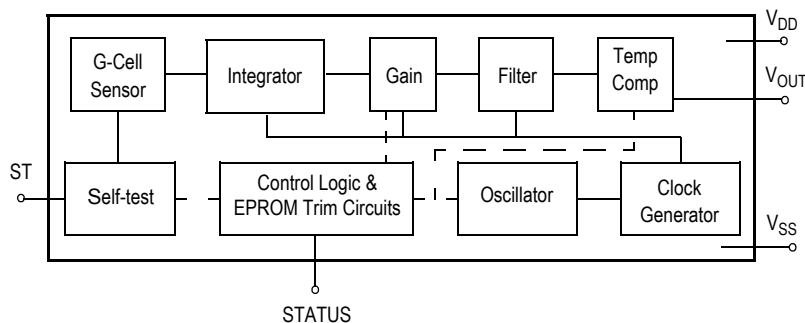 V_DD
G-Cell
Sensor
Integrator
Gain
Filter
Temp
Comp
V_OUT
ST
Self-test
Control Logic &
EPROM Trim Circuits
Oscillator
Clock
Generator
V_SS
STATUS